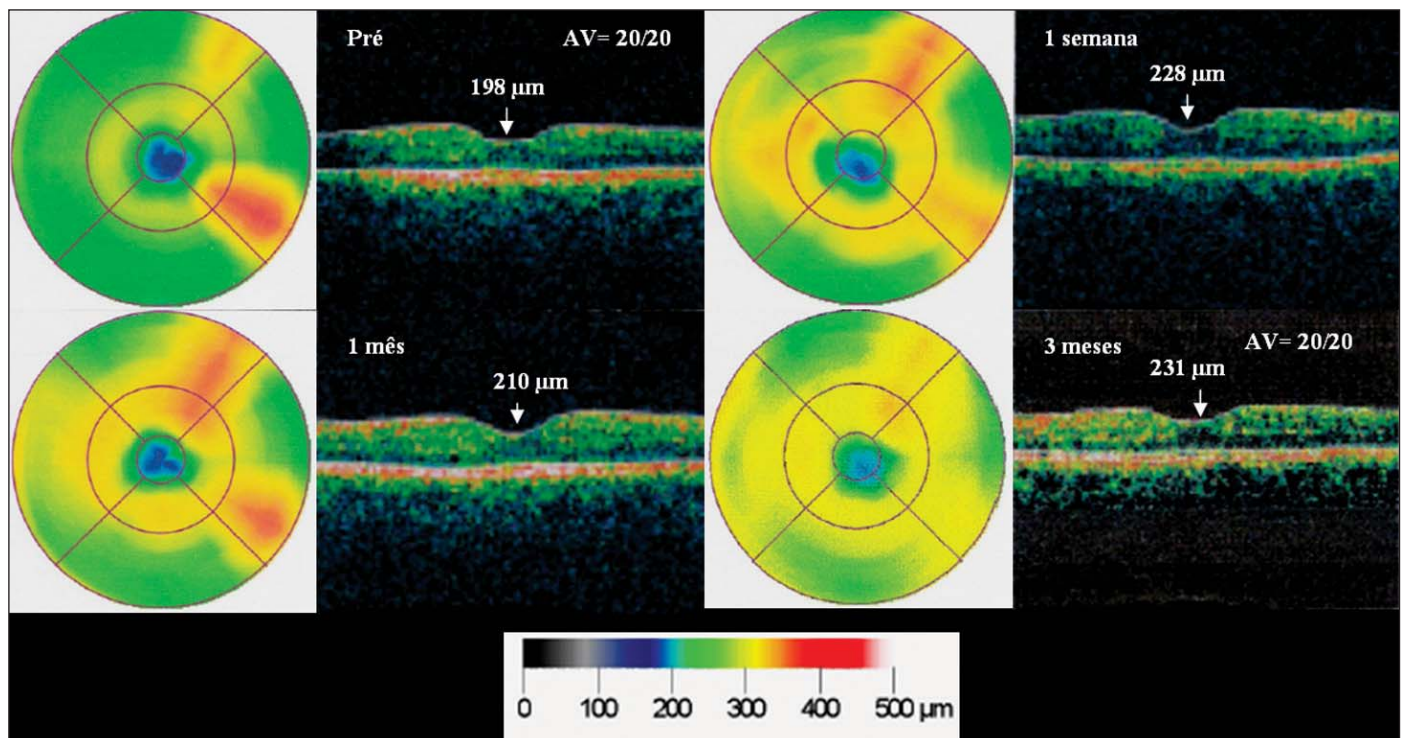 Pré AV= 20/20
198 µm
1 semana
228 µm
1 mês
210 µm
3 meses AV= 20/20
231 µm
0 100 200 300 400 500 µm